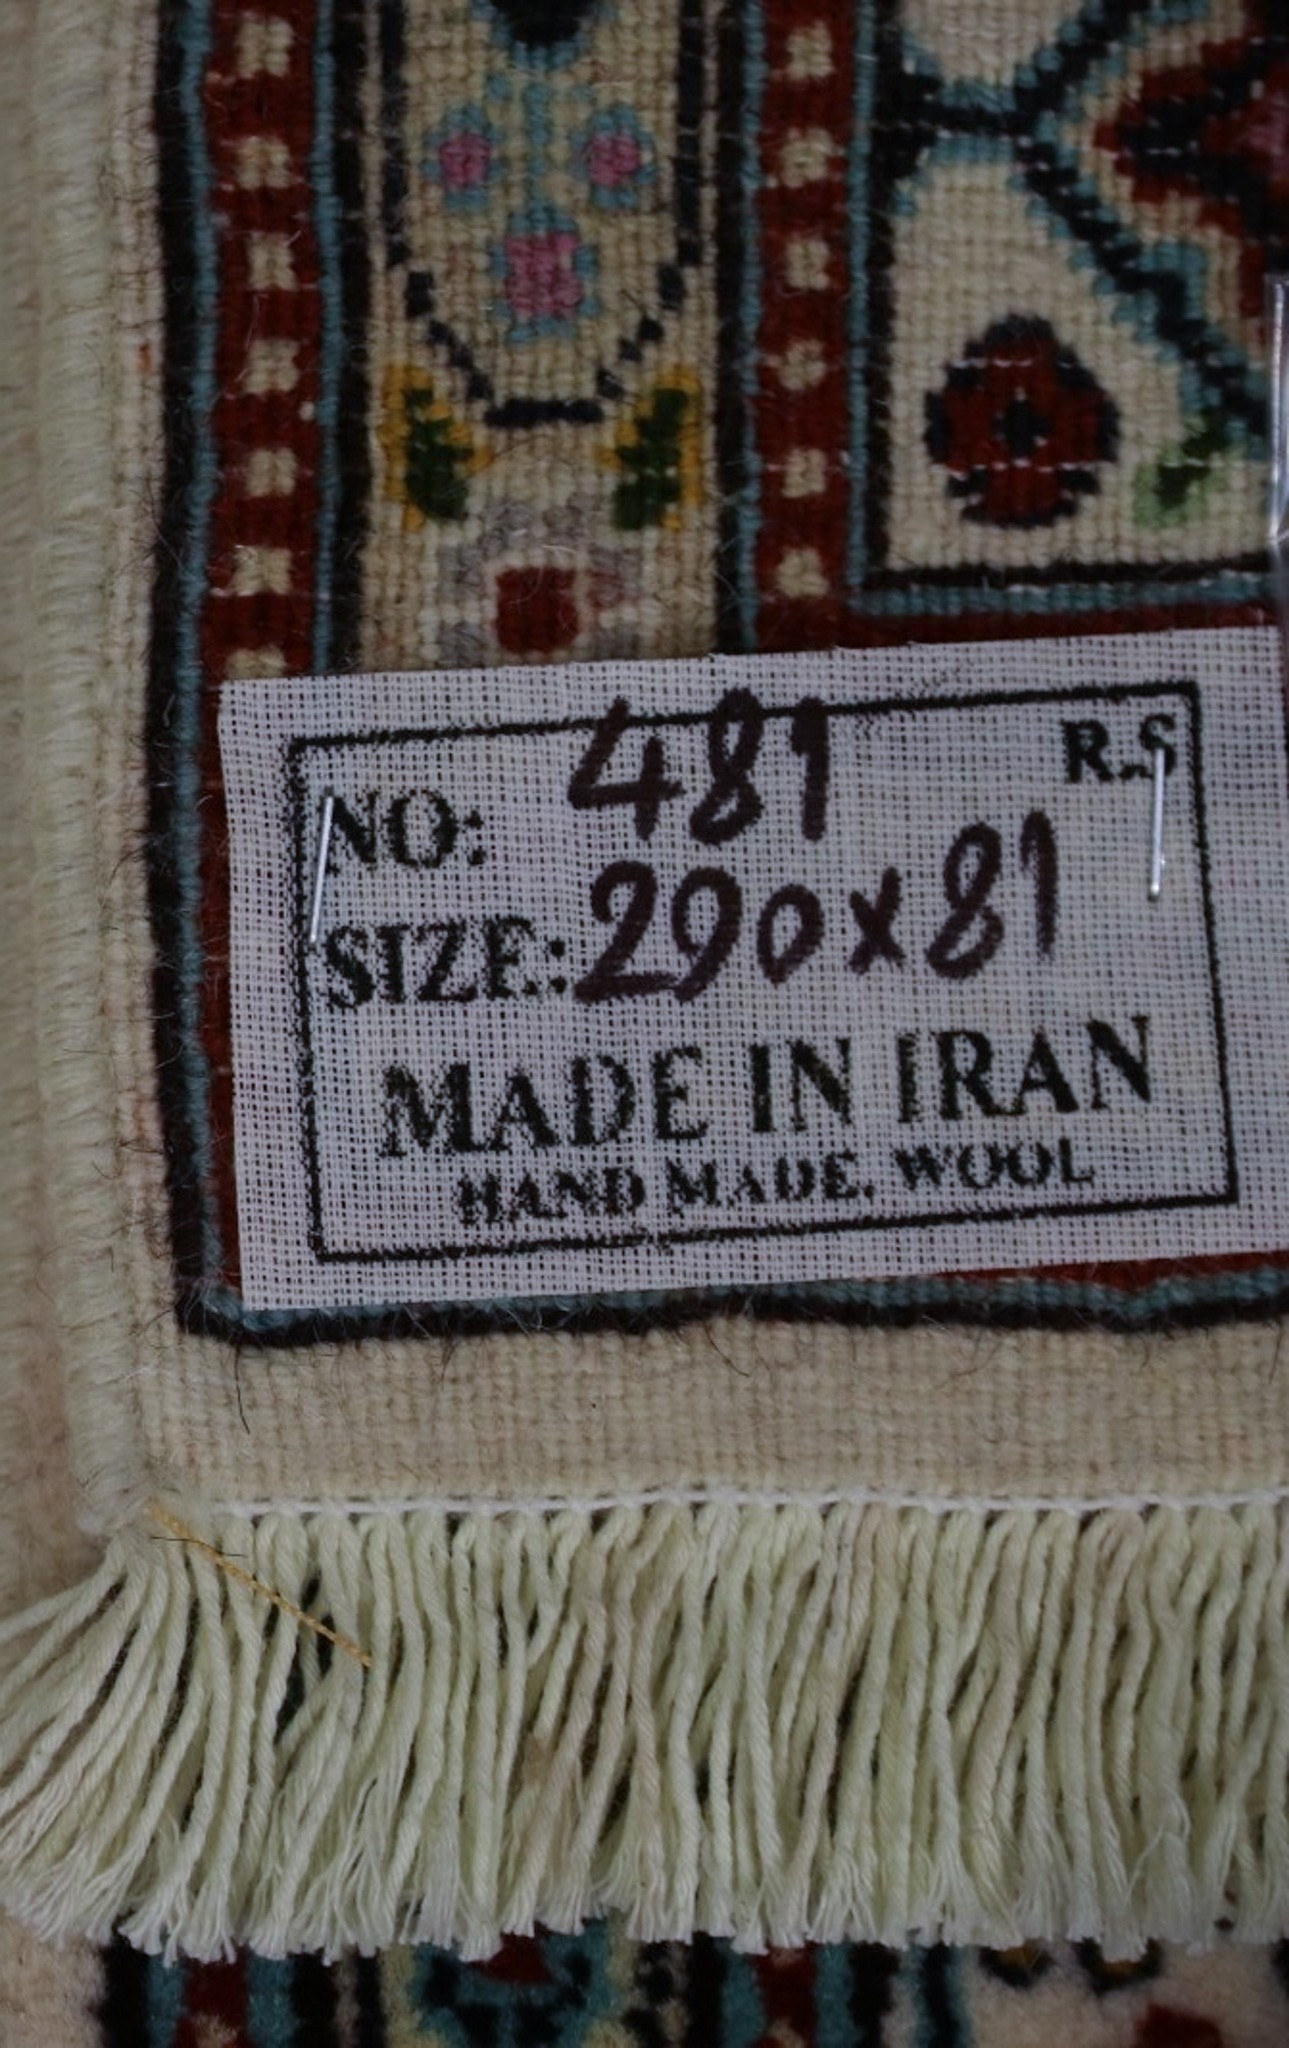 R.S
NO: 481
SIZE: 290x81
MADE IN IRAN
HAND MADE. WOOL